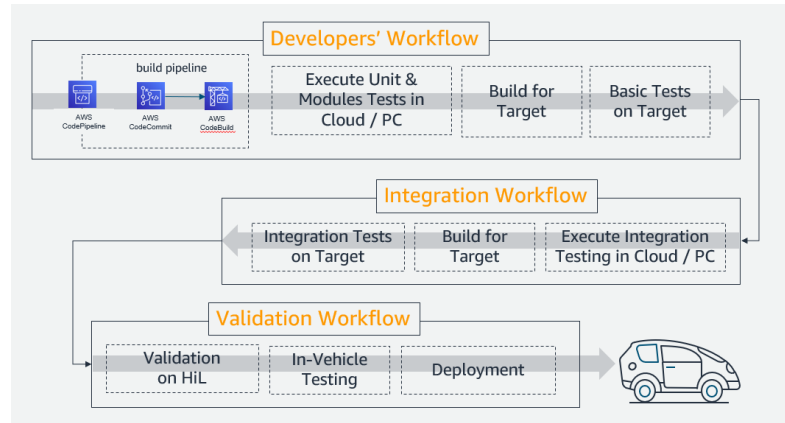 Developers' Workflow
build pipeline
AWS
CodePipeline
AWS
CodeCommit
AWS
CodeBuild
Execute Unit &
Modules Tests in
Cloud / PC
Build for
Target
Basic Tests
on Target
Integration Workflow
Integration Tests
on Target
Build for
Target
Execute Integration
Testing in Cloud / PC
Validation Workflow
Validation
on HiL
In-Vehicle
Testing
Deployment